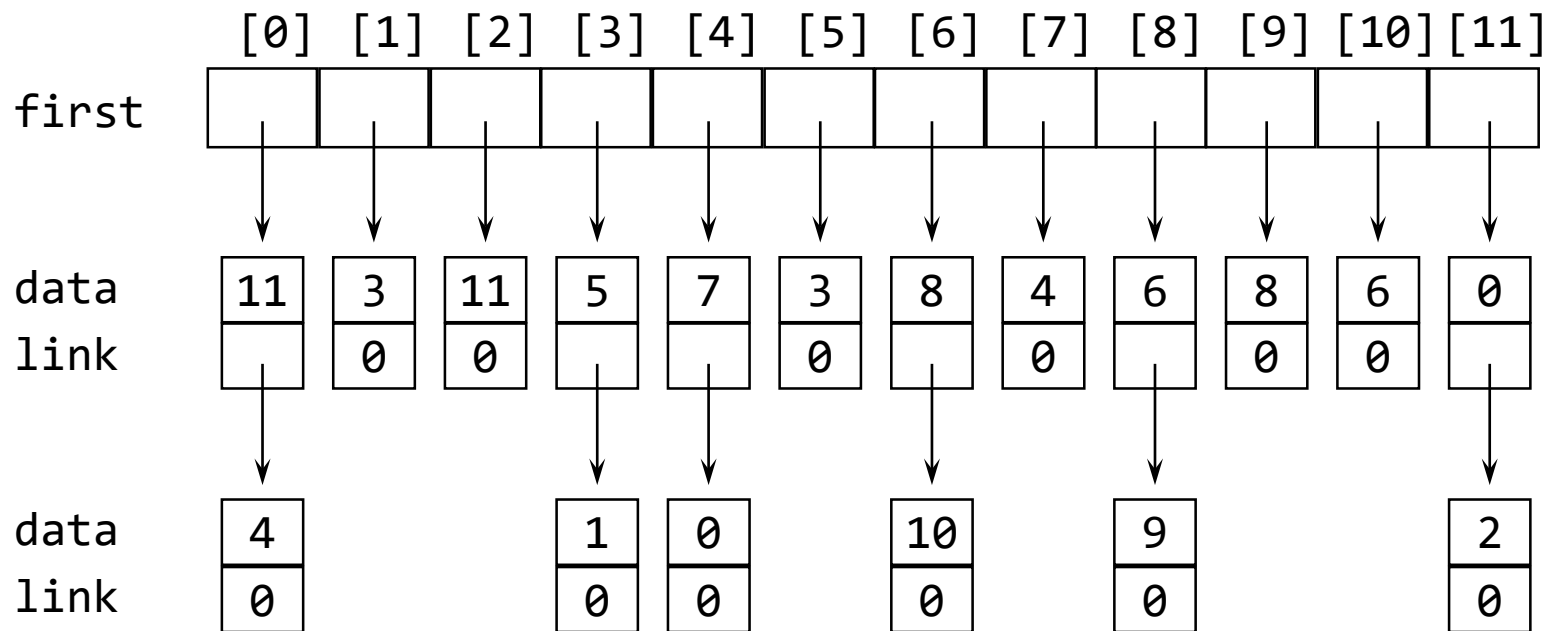 [0] [1] [2] [3] [4] [5] [6] [7] [8] [9] [10] [11]
first
data 11 3 11 5 7 3 8 4 6 8 6 0
link 0 0 0 0 0 0
data 4 1 0 10 9 2
link 0 0 0 0 0 0